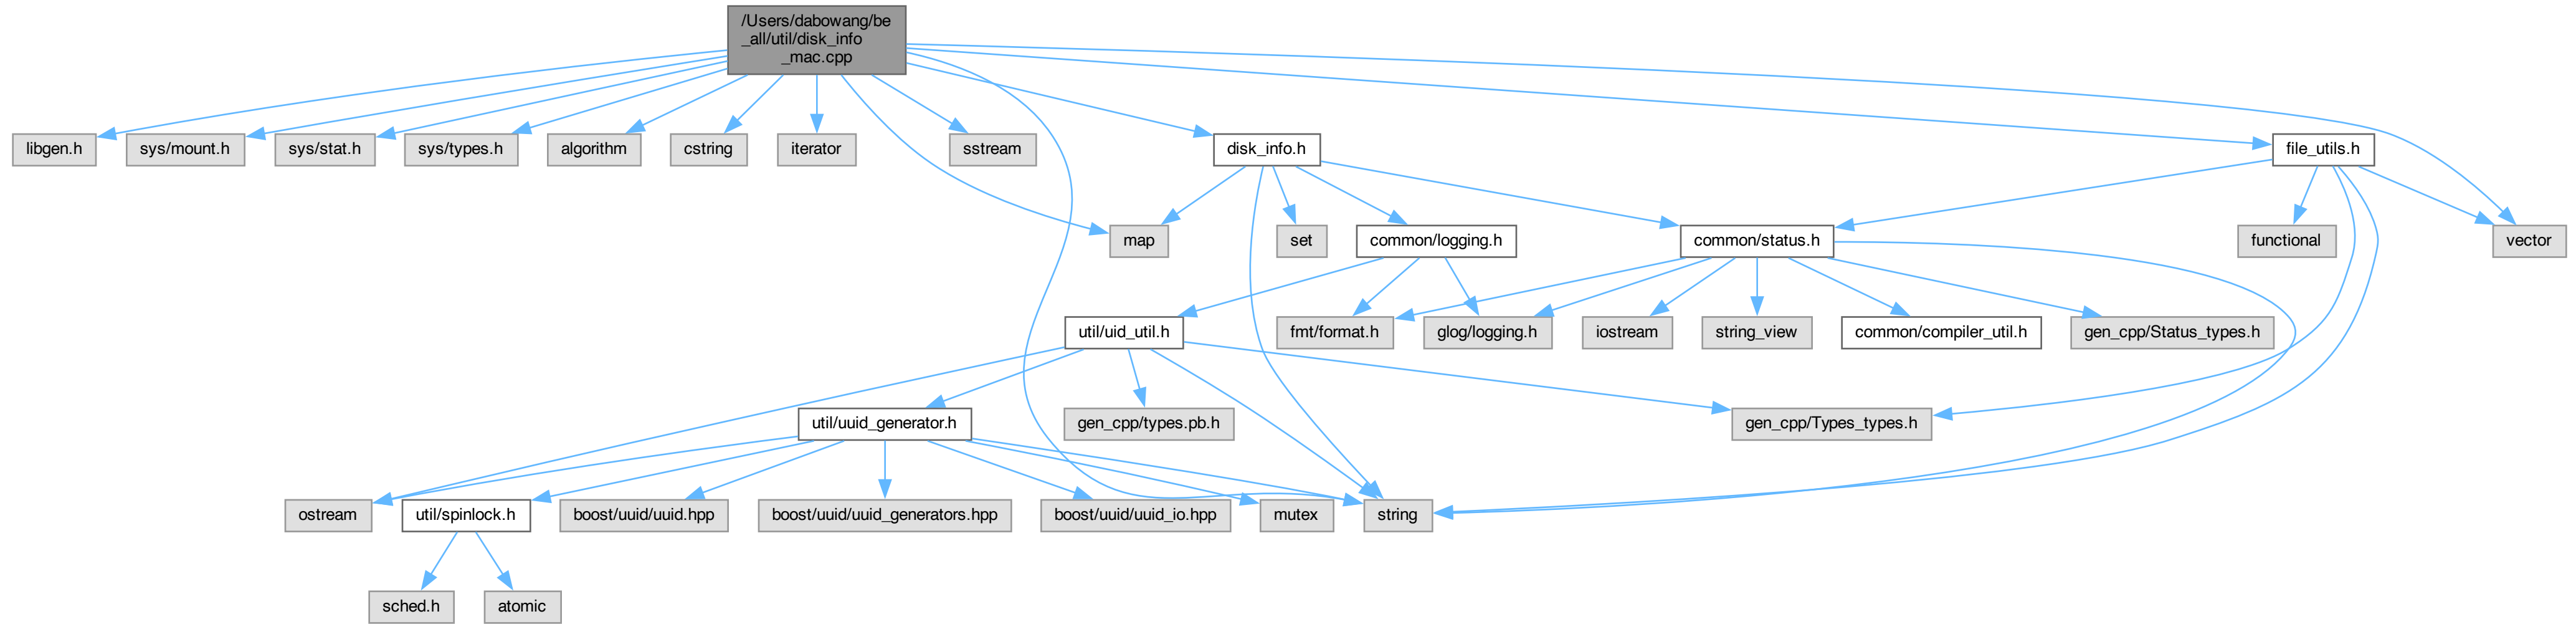 /Users/dabowang/be
_all/util/disk_info
_mac.cpp
libgen.h
sys/mount.h
sys/stat.h
sys/types.h
algorithm
cstring
iterator
sstream
disk_info.h
file_utils.h
map
set
common/logging.h
common/status.h
functional
vector
util/uid_util.h
fmt/format.h
glog/logging.h
iostream
string_view
common/compiler_util.h
gen_cpp/Status_types.h
util/uuid_generator.h
gen_cpp/types.pb.h
gen_cpp/Types_types.h
ostream
util/spinlock.h
boost/uuid/uuid.hpp
boost/uuid/uuid_generators.hpp
boost/uuid/uuid_io.hpp
mutex
string
sched.h
atomic